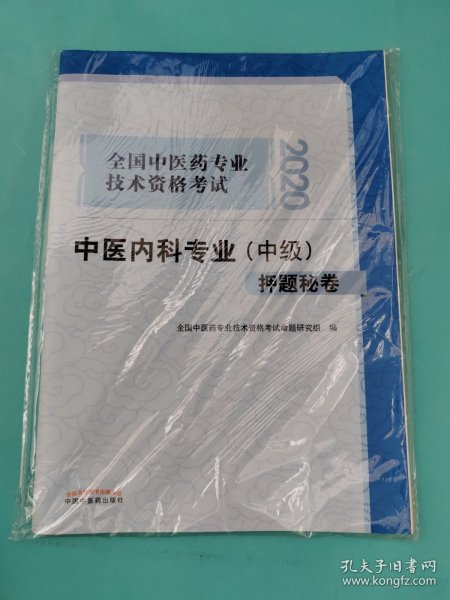 2020
全国中医药专业
技术资格考试
中医内科专业（中级）
押题秘卷
全国中医药专业技术资格考试命题研究组 编
中国中医药出版社
孔夫子旧书网
www.kongfz.com